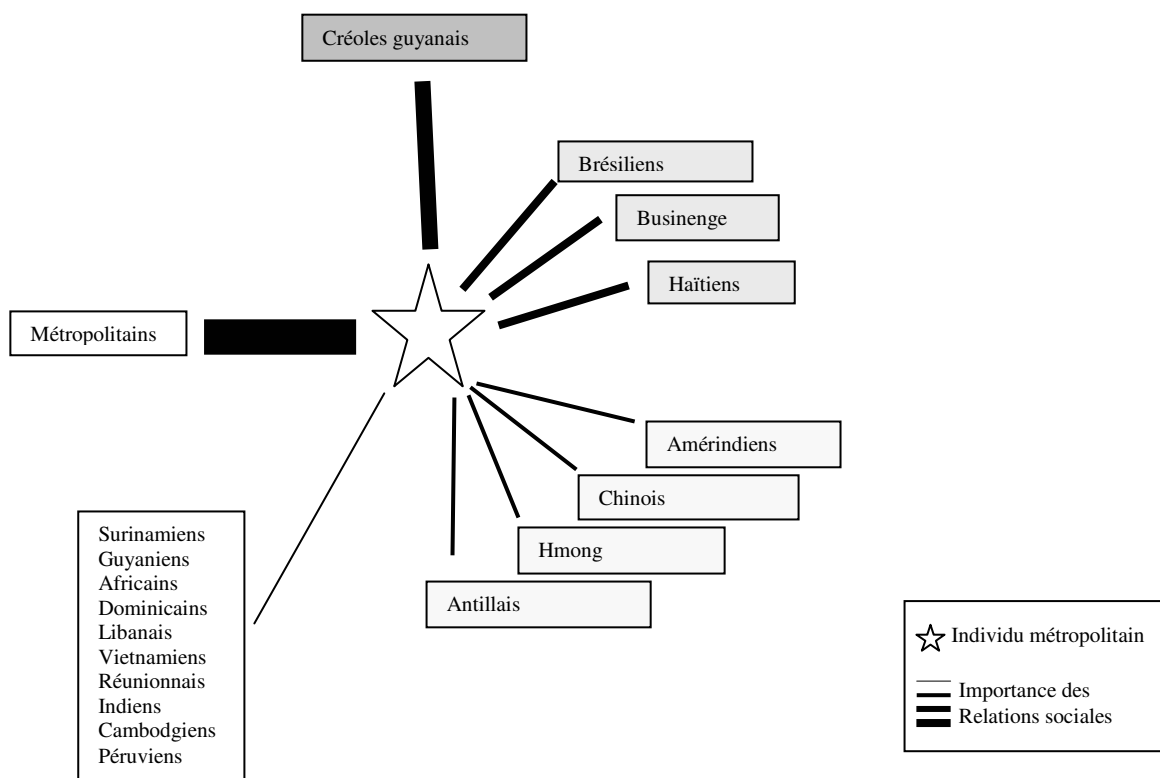 Créoles guyanais
Brésiliens
Businenge
Haïtiens
Métropolitains
Amérindiens
Chinois
Hmong
Antillais
Surinamiens
Guyaniens
Africains
Dominicains
Libanais
Vietnamiens
Réunionnais
Indiens
Cambodgiens
Péruviens
Individu métropolitain
Importance des
Relations sociales